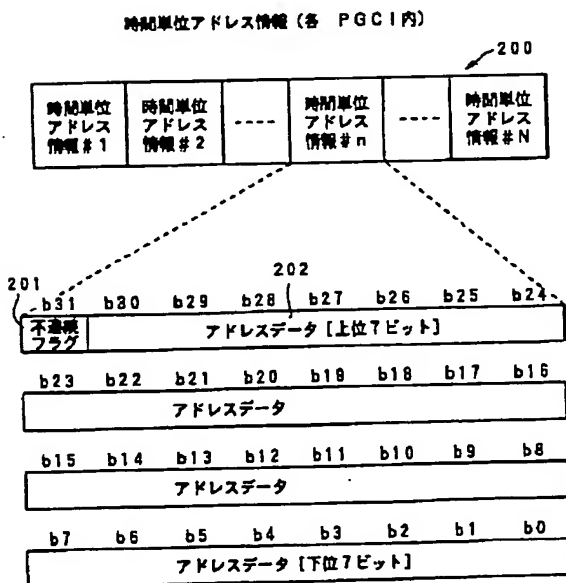 時間単位アドレス情報(各 PGCI内)
200
時間単位 時間単位 時間単位 時間単位
アドレス アドレス ---- アドレス ---- アドレス
情報#1 情報#2 情報#n 情報#N
201 202
b31 b30 b29 b28 b27 b26 b25 b24
不連続 アドレスデータ[上位7ビット]
フラグ
b23 b22 b21 b20 b19 b18 b17 b16
アドレスデータ
b15 b14 b13 b12 b11 b10 b9 b8
アドレスデータ
b7 b6 b5 b4 b3 b2 b1 b0
アドレスデータ[下位7ビット]